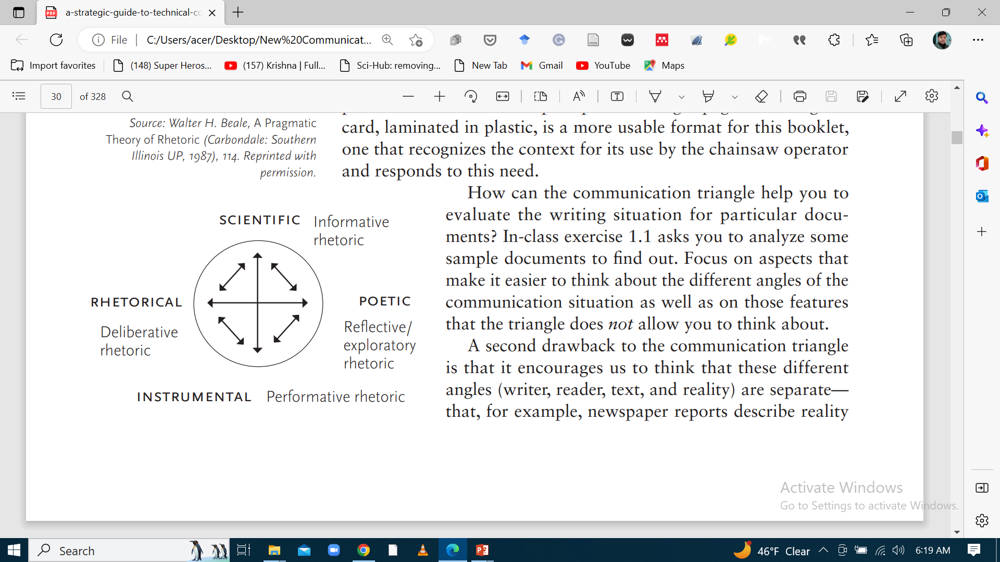 a-strategic-guide-to-technical-cc
File
C:/Users/acer/Desktop/New%20Communicat...
Import favorites
(148) Super Heros...
(157) Krishna | Full...
Sci-Hub: removing...
New Tab
Gmail
YouTube
Maps
30 of 328
Source: Walter H. Beale, A Pragmatic
Theory of Rhetoric (Carbondale: Southern
Illinois UP, 1987), 114. Reprinted with
permission.
card, laminated in plastic, is a more usable format for this booklet,
one that recognizes the context for its use by the chainsaw operator
and responds to this need.
SCIENTIFIC Informative
rhetoric
RHETORICAL
Deliberative
rhetoric
POETIC
Reflective/
exploratory
rhetoric
INSTRUMENTAL Performative rhetoric
How can the communication triangle help you to
evaluate the writing situation for particular docu-
ments? In-class exercise 1.1 asks you to analyze some
sample documents to find out. Focus on aspects that
make it easier to think about the different angles of the
communication situation as well as on those features
that the triangle does not allow you to think about.
A second drawback to the communication triangle
is that it encourages us to think that these different
angles (writer, reader, text, and reality) are separate—
that, for example, newspaper reports describe reality
Activate Windows
Go to Settings to activate Windows.
Search
46°F Clear
6:19 AM